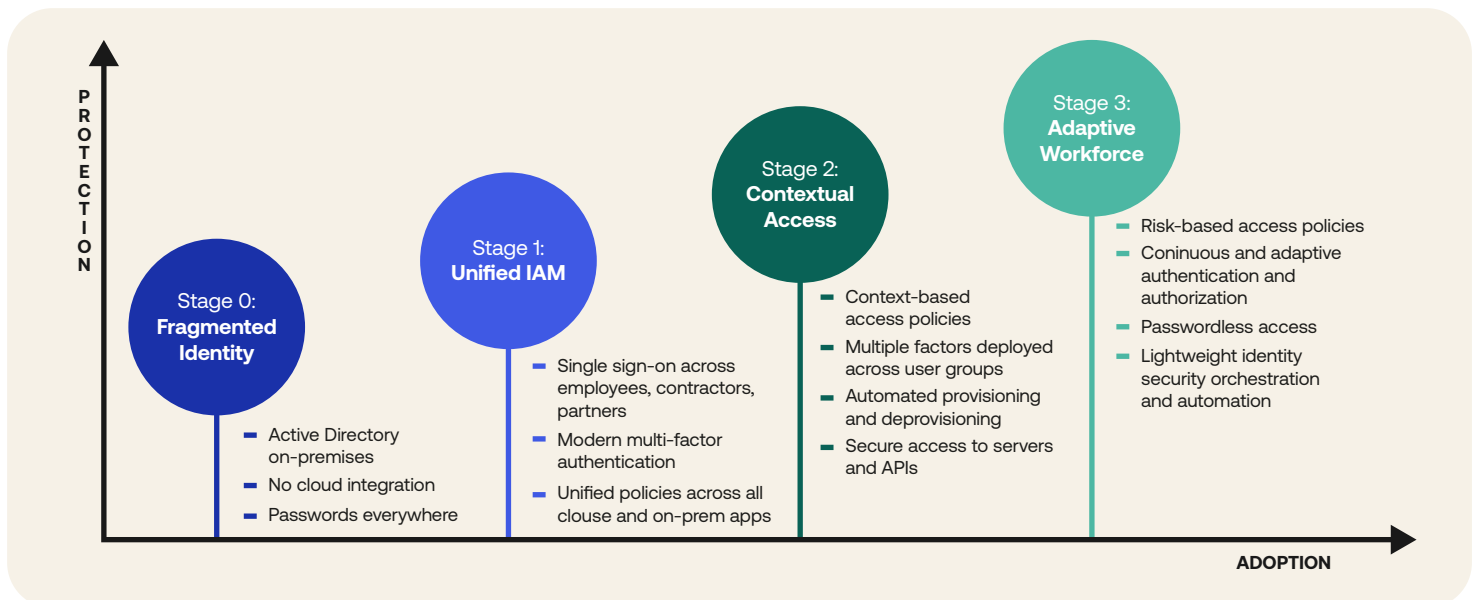 PROTECTION
Stage 0:
Fragmented
Identity
Active Directory
on-premises
No cloud integration
Passwords everywhere
Stage 1:
Unified IAM
Single sign-on across
employees, contractors,
partners
Modern multi-factor
authentication
Unified policies across all
clouse and on-prem apps
Stage 2:
Contextual
Access
Context-based
access policies
Multiple factors deployed
across user groups
Automated provisioning
and deprovisioning
Secure access to servers
and APIs
Stage 3:
Adaptive
Workforce
Risk-based access policies
Coninuous and adaptive
authentication and
authorization
Passwordless access
Lightweight identity
security orchestration
and automation
ADOPTION